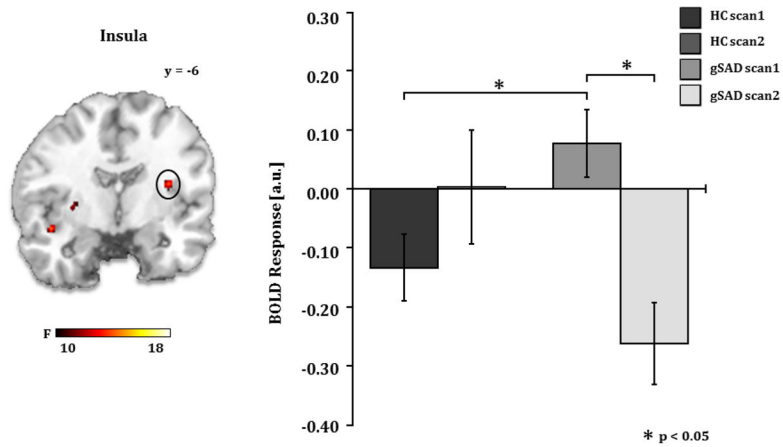 Insula
y = -6
F
10 18
BOLD Response [a.u.]
0.30
0.20
0.10
0.00
-0.10
-0.20
-0.30
-0.40
*
*
HC scan1
HC scan2
gSAD scan1
gSAD scan2
* p < 0.05